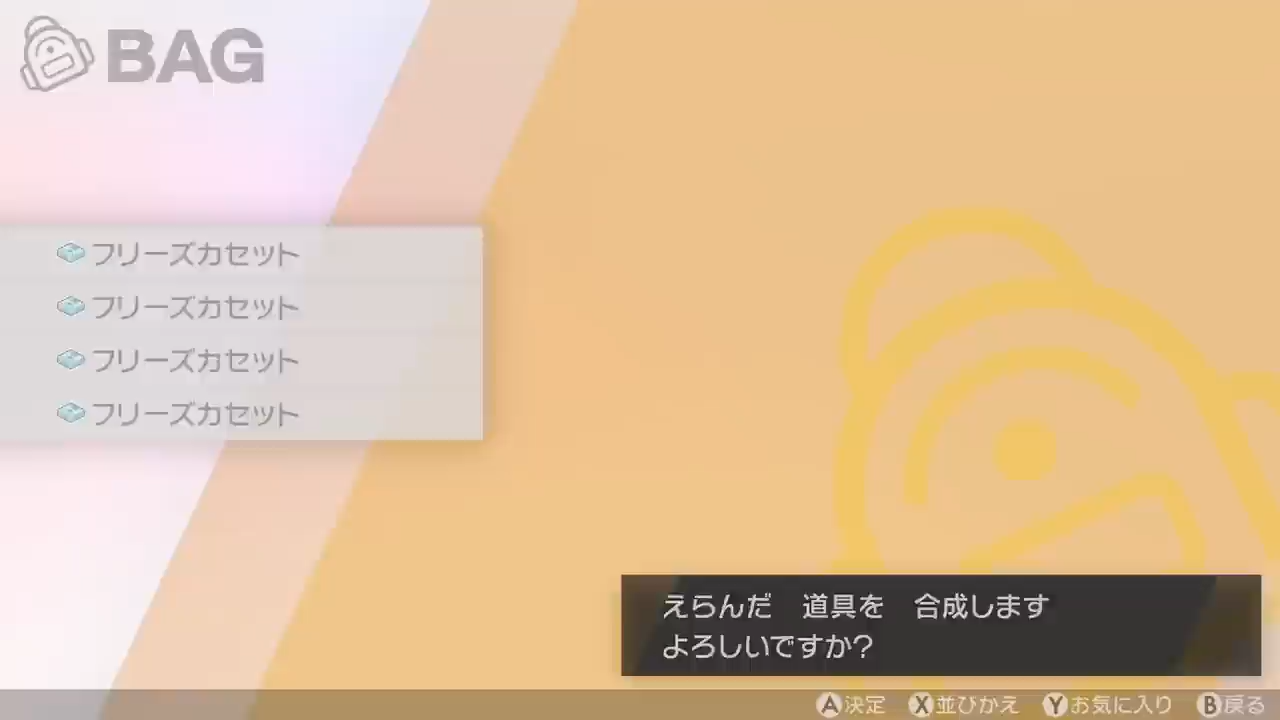 BAG
フリーズカセット
フリーズカセット
フリーズカセット
フリーズカセット
えらんだ　道具を　合成します
よろしいですか?
A決定 X並びかえ Yお気に入り B戻る